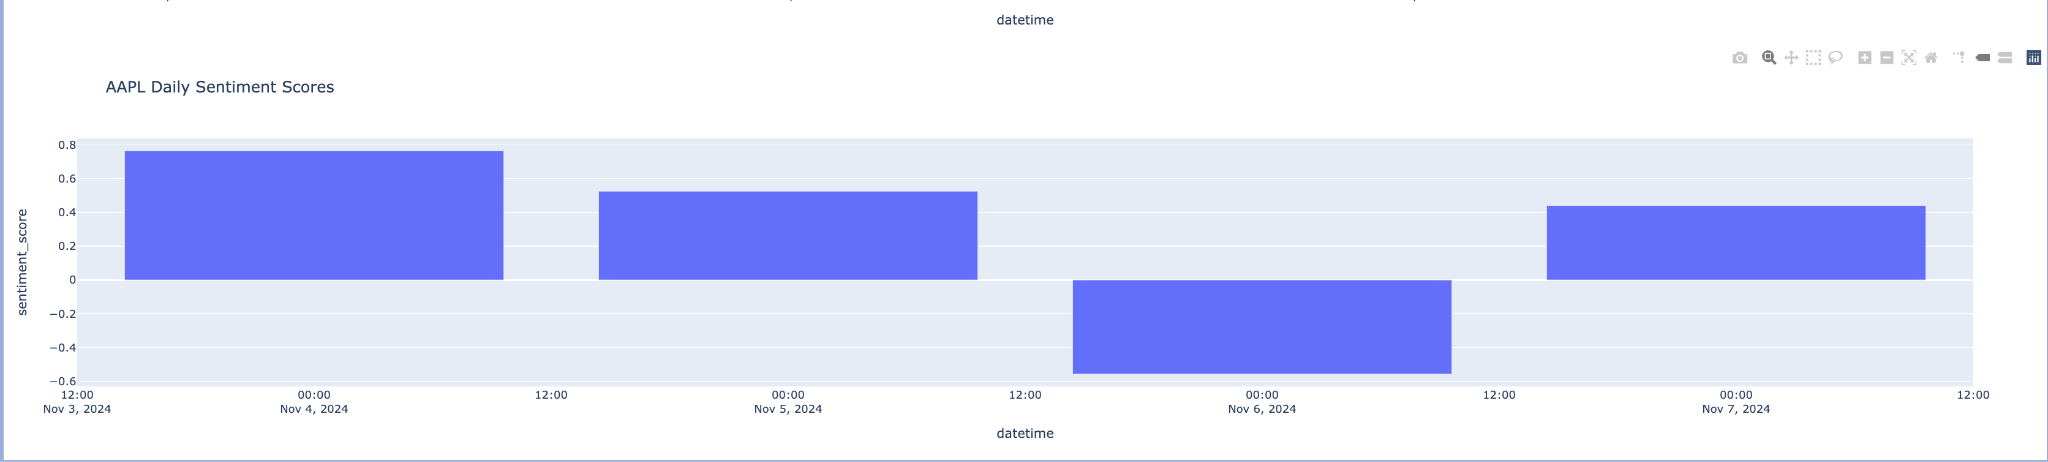 datetime
AAPL Daily Sentiment Scores
sentiment_score
0.8
0.6
0.4
0.2
0
−0.2
−0.4
−0.6
12:00 00:00 12:00 00:00 12:00 00:00 12:00 00:00 12:00
Nov 3, 2024 Nov 4, 2024 Nov 5, 2024 Nov 6, 2024 Nov 7, 2024
datetime